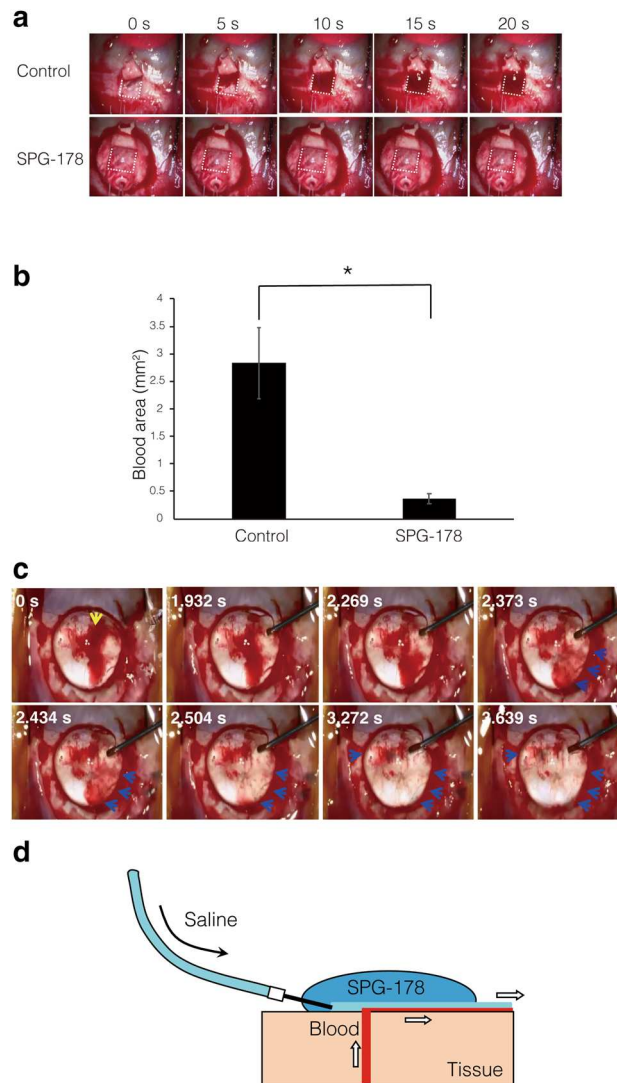 a
0 s 5 s 10 s 15 s 20 s
Control
SPG-178
b
*
4
3.5
3
2.5
2
1.5
1
0.5
0
Blood area (mm²)
Control SPG-178
c
0 s 1.932 s 2.269 s 2.373 s
2.434 s 2.504 s 3.272 s 3.639 s
d
Saline
SPG-178
Blood
Tissue